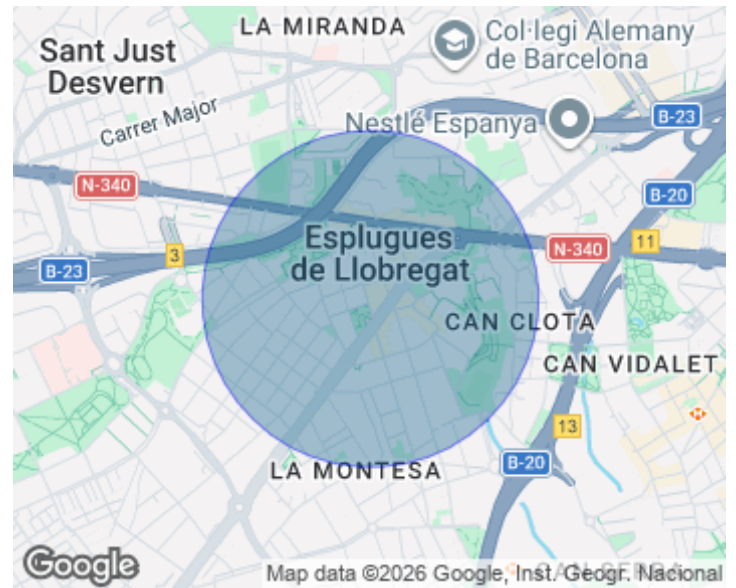 LA MIRANDA
Col·legi Alemany
de Barcelona
Sant Just
Desvern
Carrer Major
Nestlé Espanya
B-23
N-340
B-20
Esplugues
de Llobregat
11
N-340
3
B-23
CAN CLOTA
CAN VIDALET
13
LA MONTESA
B-20
Google
Map data ©2026 Google, Inst. Geogr. Nacional